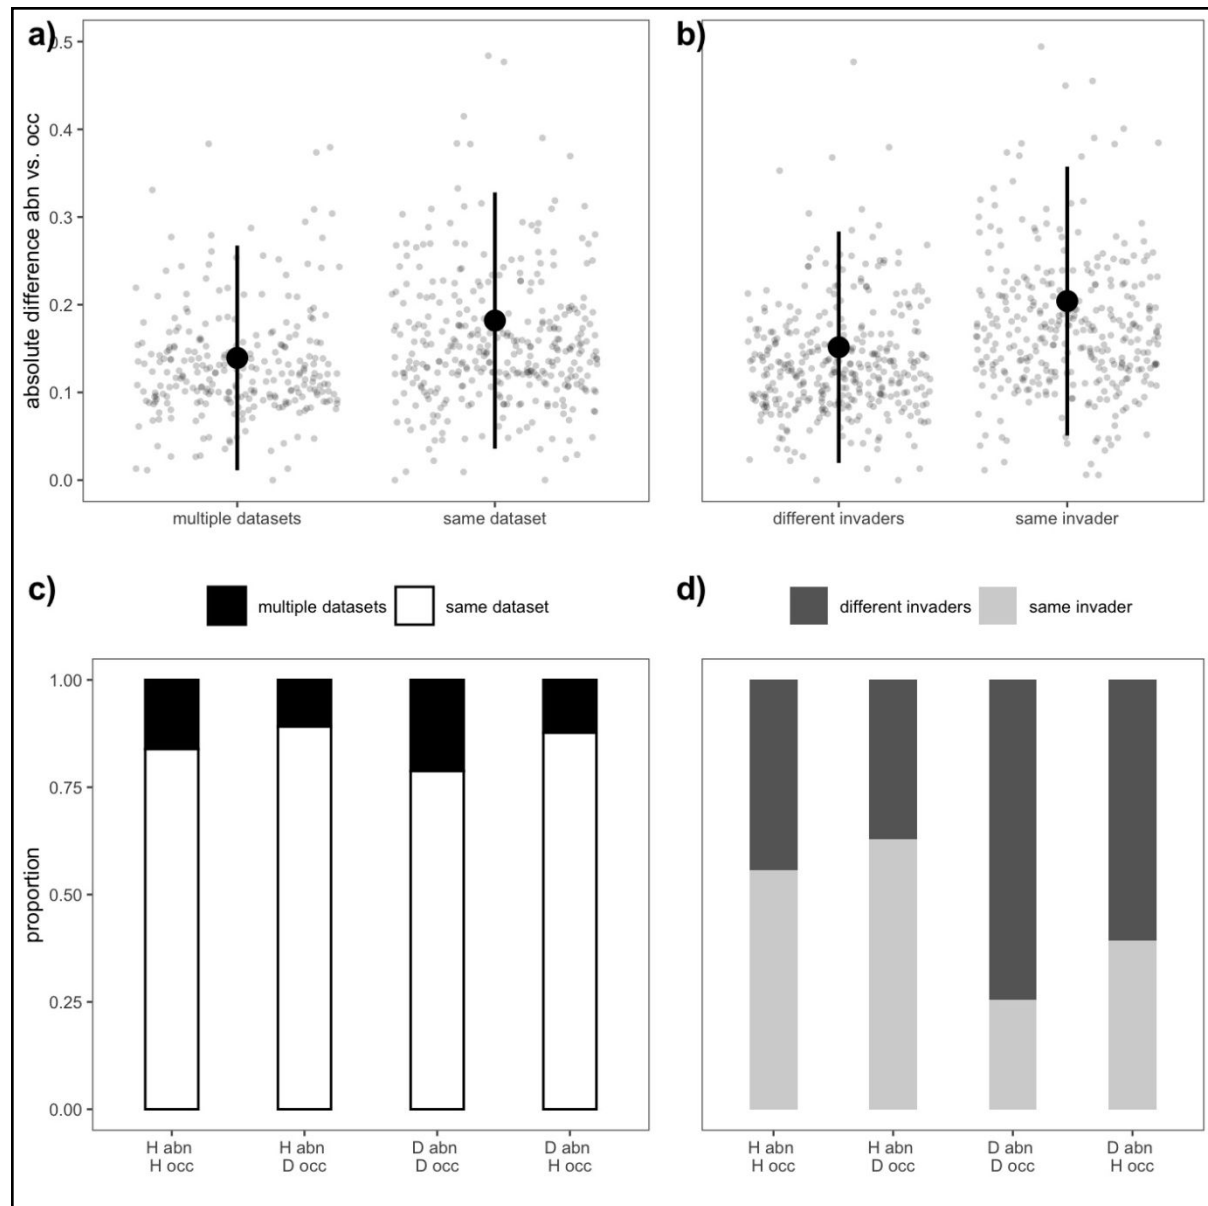 a)
b)
absolute difference abn vs. occ
0.5
0.4
0.3
0.2
0.1
0.0
multiple datasets same dataset
different invaders same invader
c)
multiple datasets same dataset
d)
different invaders same invader
proportion
1.00
0.75
0.50
0.25
0.00
H abn H abn D abn D abn
H occ D occ D occ H occ
H abn H abn D abn D abn
H occ D occ D occ H occ